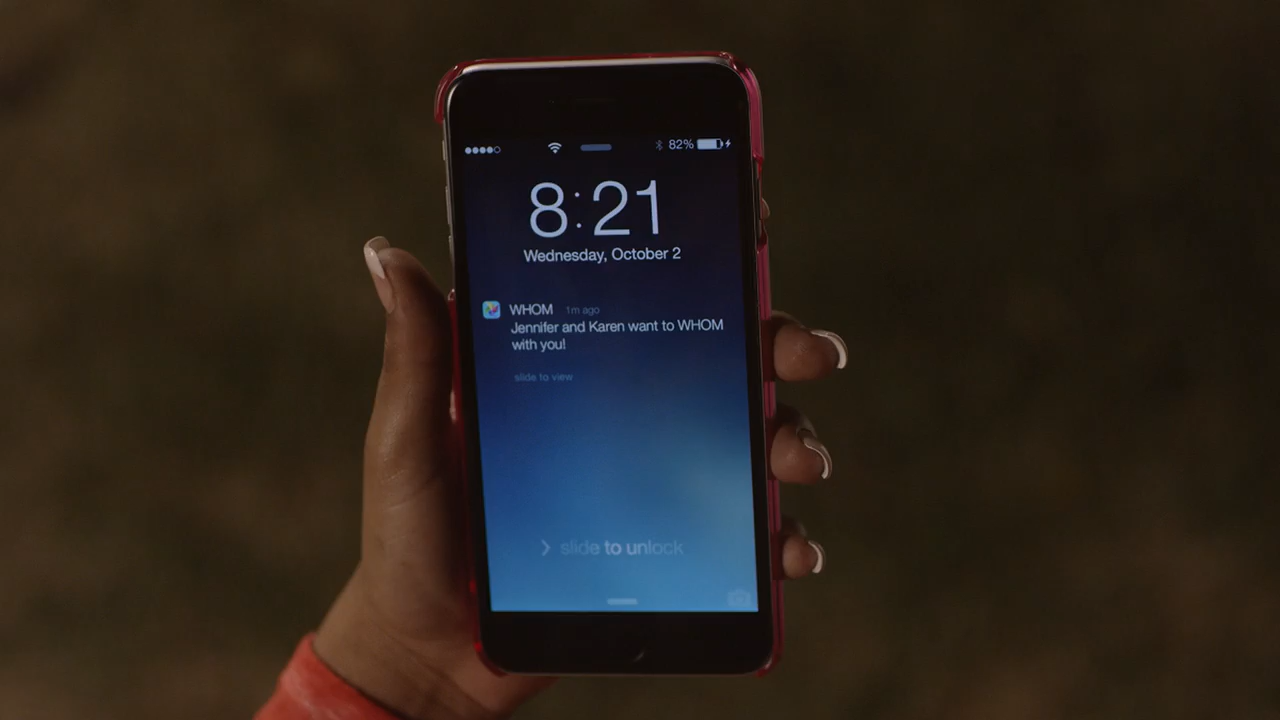 82%
8:21
Wednesday, October 2
WHOM 1m ago
Jennifer and Karen want to WHOM
with you!
slide to view
slide to unlock